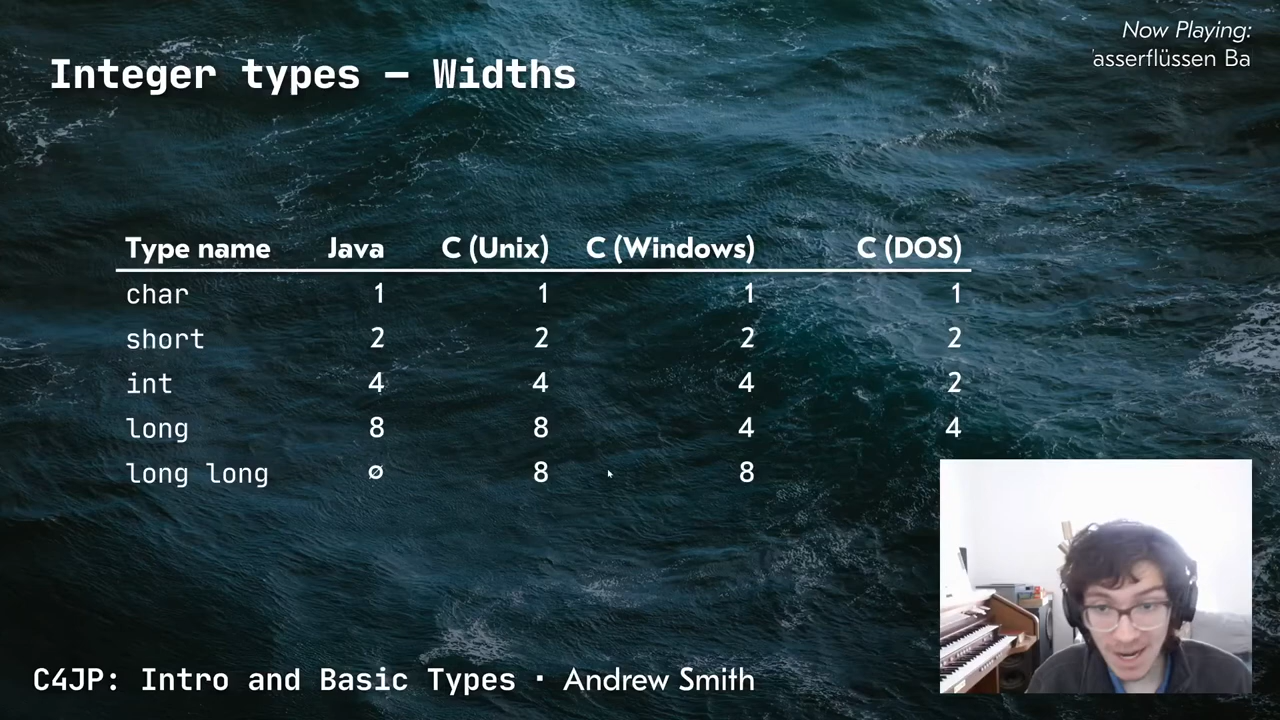 Now Playing:
asserflüssen Ba
Integer types – Widths
Type name Java C (Unix) C (Windows) C (DOS)
char 1 1 1 1
short 2 2 2 2
int 4 4 4 2
long 8 8 4 4
long long ∅ 8 8
C4JP: Intro and Basic Types · Andrew Smith